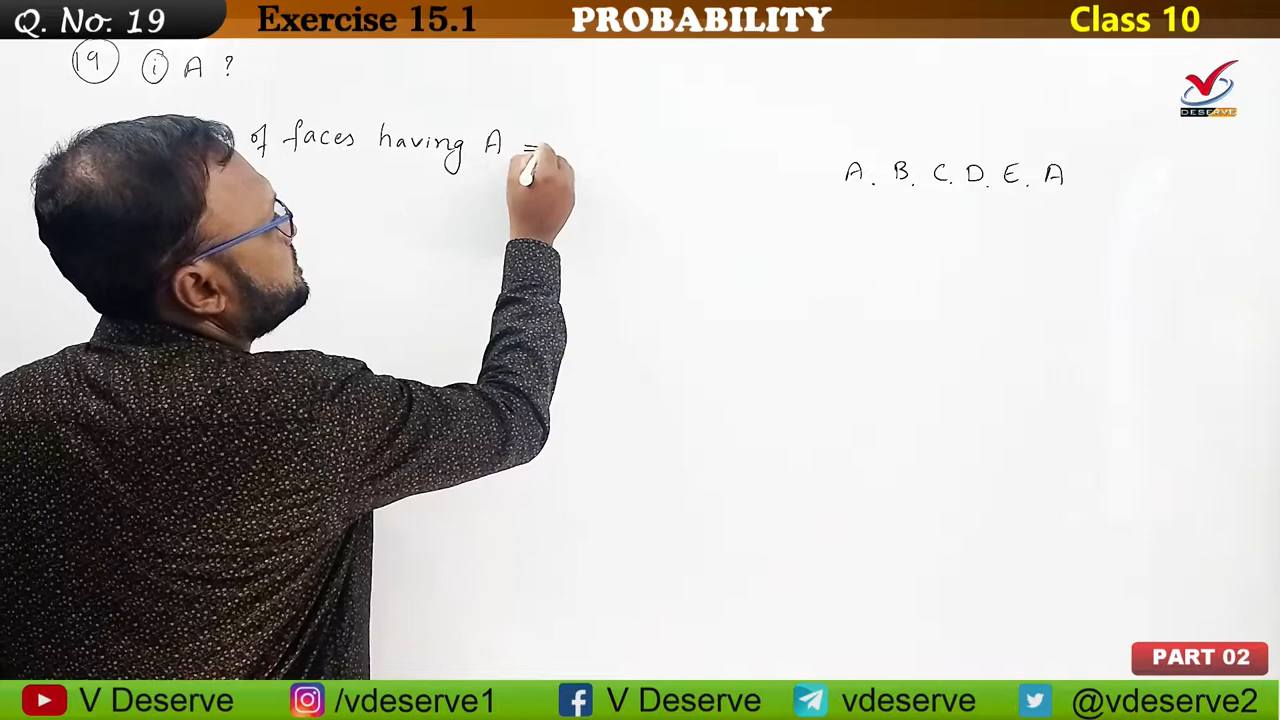 Q. No. 19 Exercise 15.1 PROBABILITY Class 10
19 i A ?
of faces having A =
A. B. C. D. E. A
DESERVE
PART 02
V Deserve /vdeserve1 V Deserve vdeserve @vdeserve2